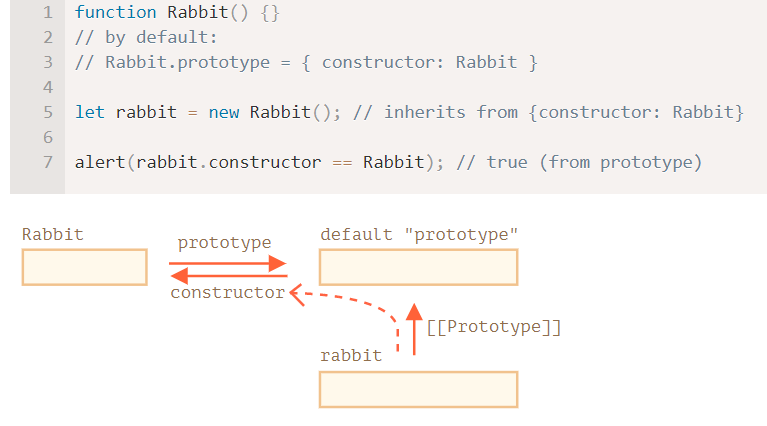 1 function Rabbit() {}
2 // by default:
3 // Rabbit.prototype = { constructor: Rabbit }
4
5 let rabbit = new Rabbit(); // inherits from {constructor: Rabbit}
6
7 alert(rabbit.constructor == Rabbit); // true (from prototype)
Rabbit
prototype
default "prototype"
constructor
[[Prototype]]
rabbit